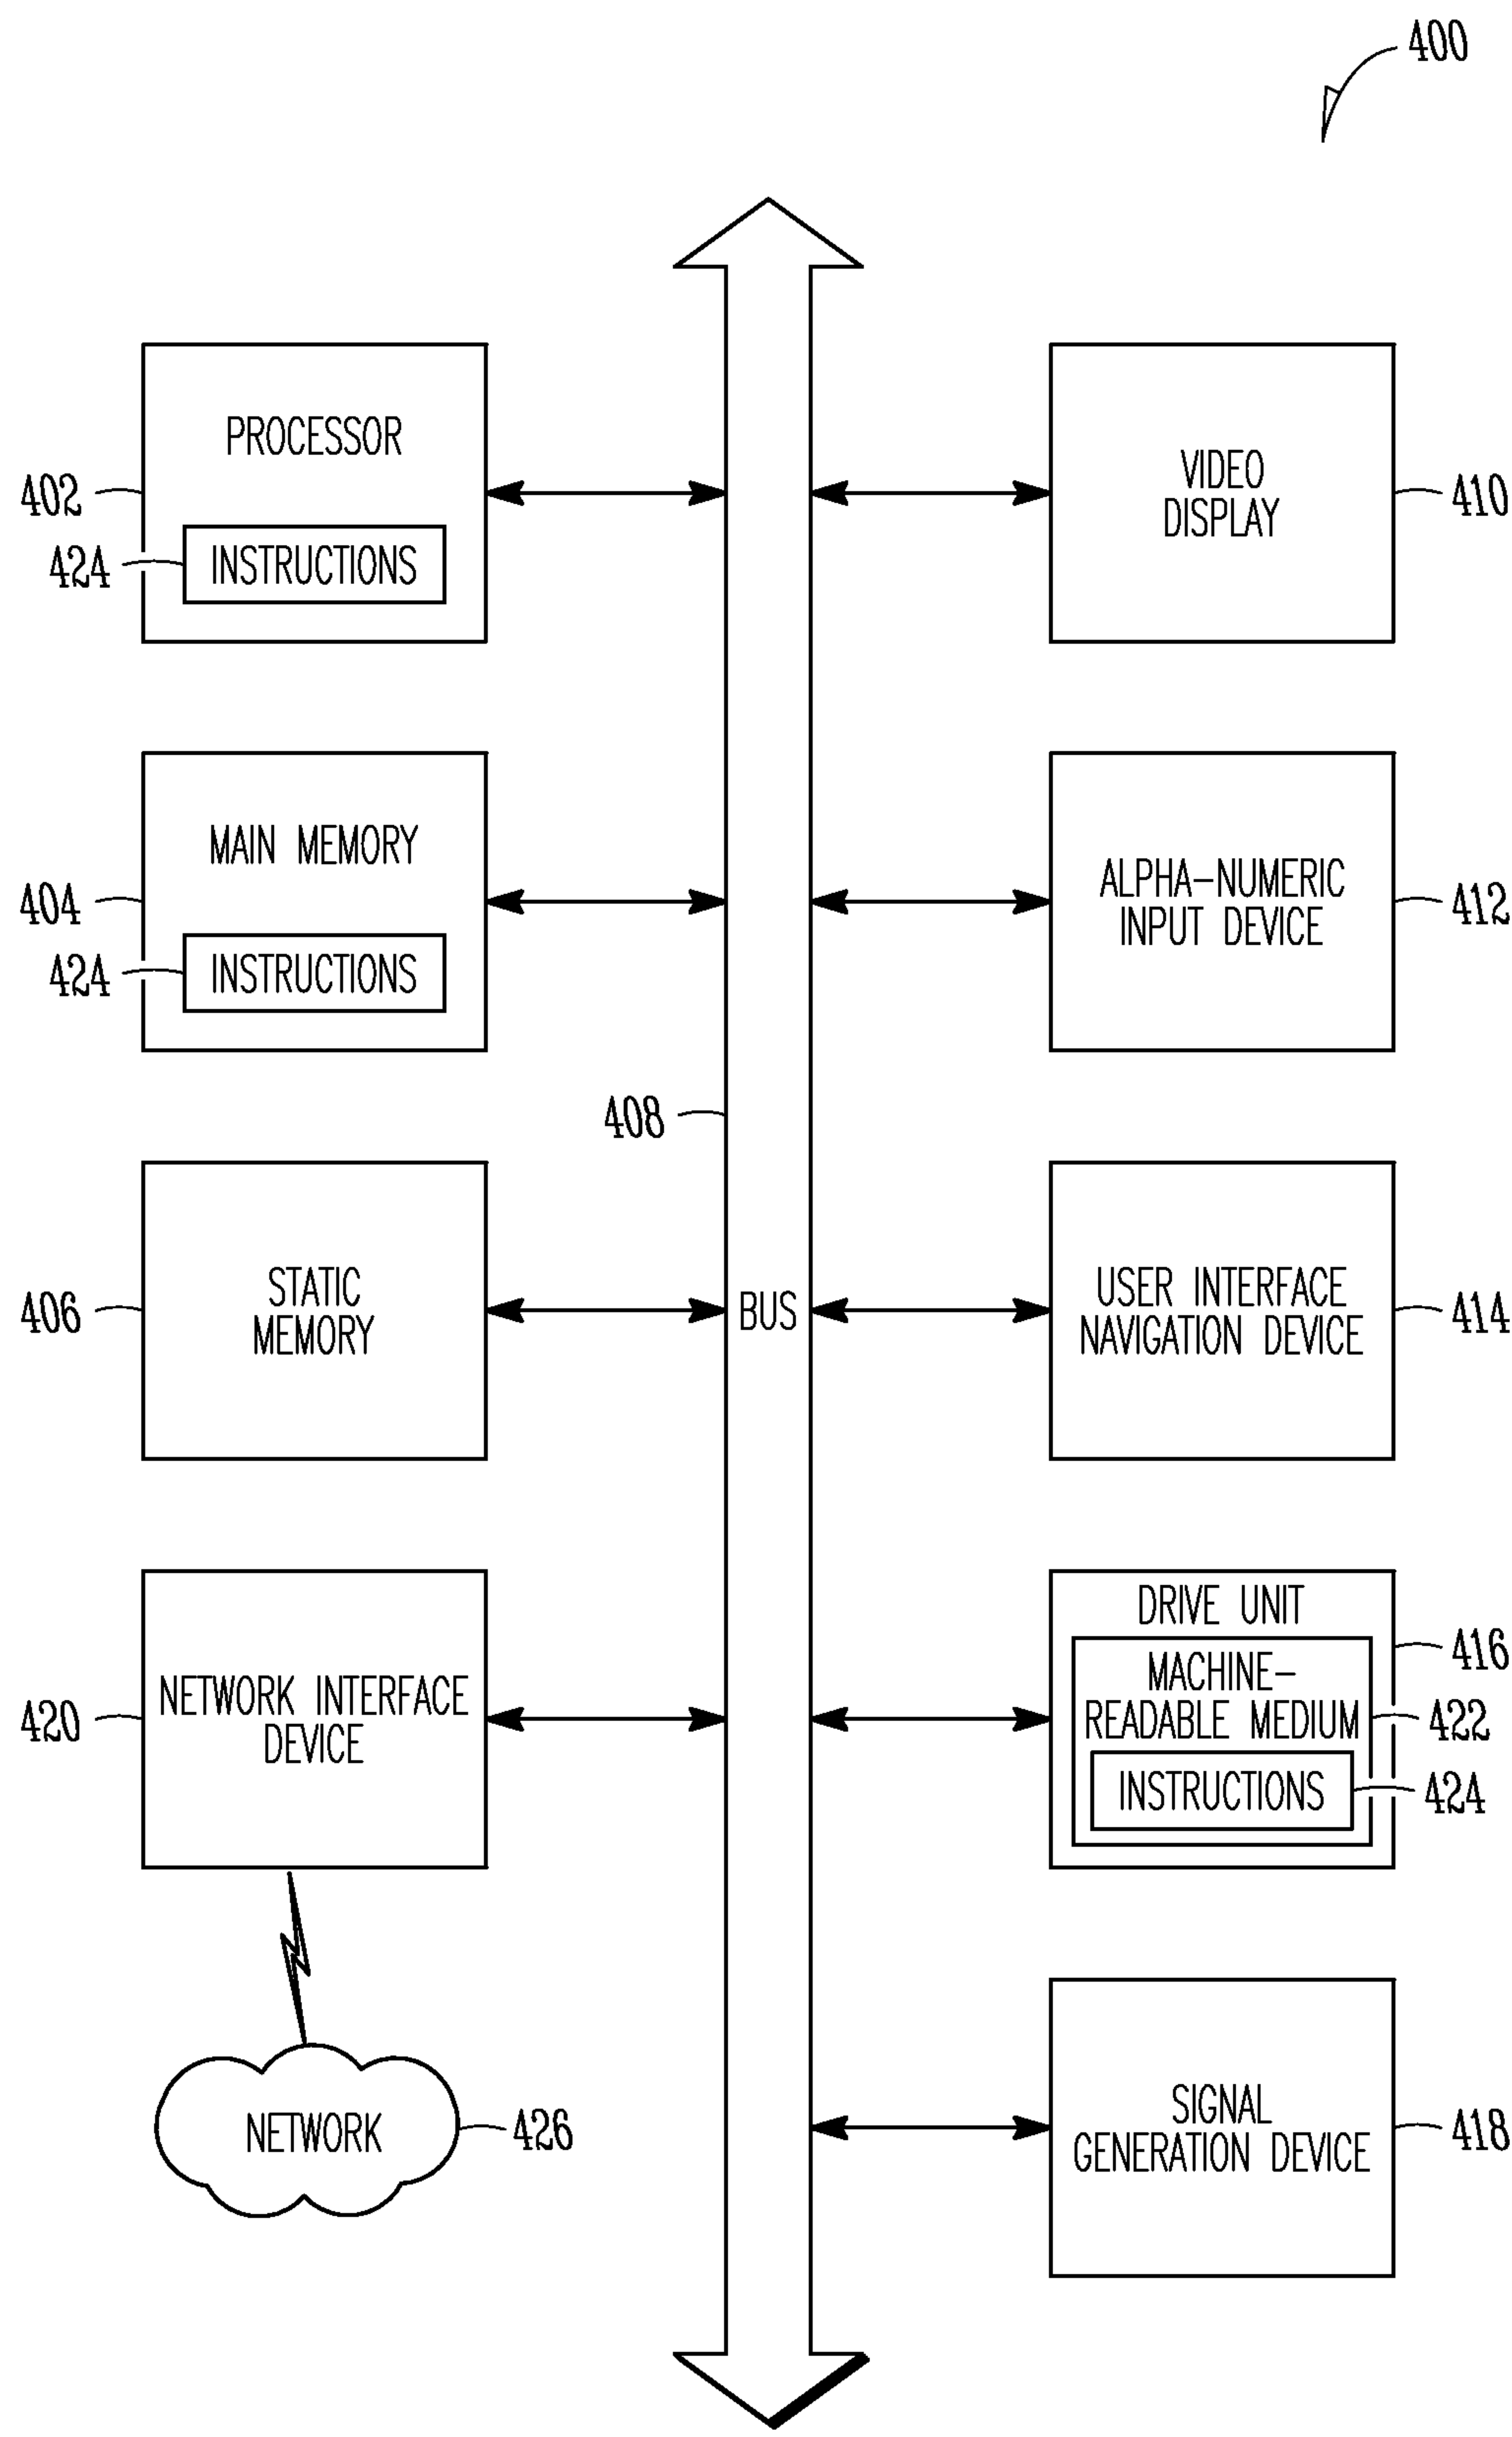 400
PROCESSOR
402
424
INSTRUCTIONS
VIDEO
DISPLAY
410
MAIN MEMORY
404
424
INSTRUCTIONS
ALPHA-NUMERIC
INPUT DEVICE
412
408
STATIC
MEMORY
406
BUS
USER INTERFACE
NAVIGATION DEVICE
414
NETWORK INTERFACE
DEVICE
420
DRIVE UNIT
416
MACHINE-
READABLE MEDIUM
422
INSTRUCTIONS
424
NETWORK
426
SIGNAL
GENERATION DEVICE
418